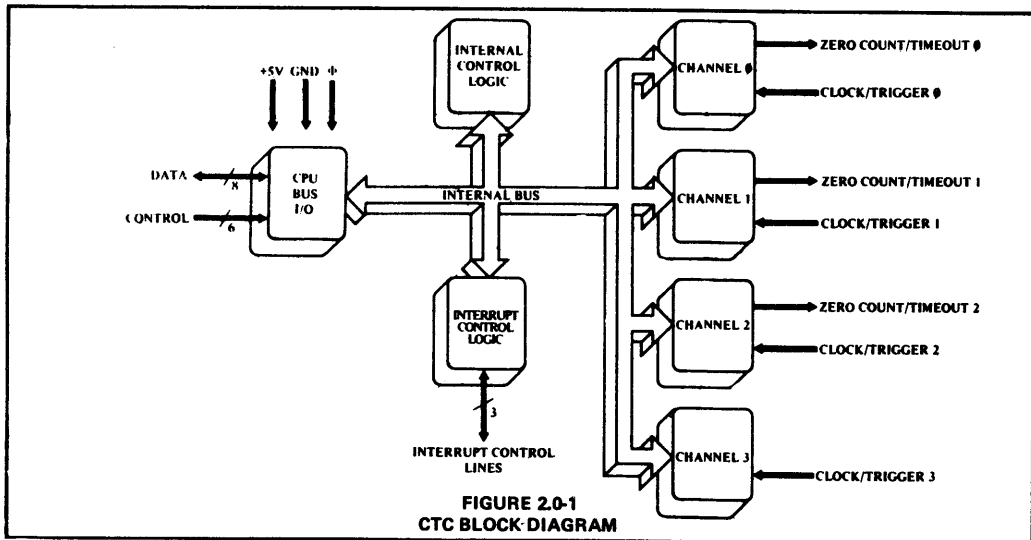 +5V GND Φ
DATA
8
CONTROL
6
CPU
BUS
I/O
INTERNAL
CONTROL
LOGIC
INTERNAL BUS
INTERRUPT
CONTROL
LOGIC
3
INTERRUPT CONTROL
LINES
CHANNEL φ
ZERO COUNT/TIMEOUT φ
CLOCK/TRIGGER φ
CHANNEL 1
ZERO COUNT/TIMEOUT 1
CLOCK/TRIGGER 1
CHANNEL 2
ZERO COUNT/TIMEOUT 2
CLOCK/TRIGGER 2
CHANNEL 3
CLOCK/TRIGGER 3
FIGURE 2.0-1
CTC BLOCK DIAGRAM